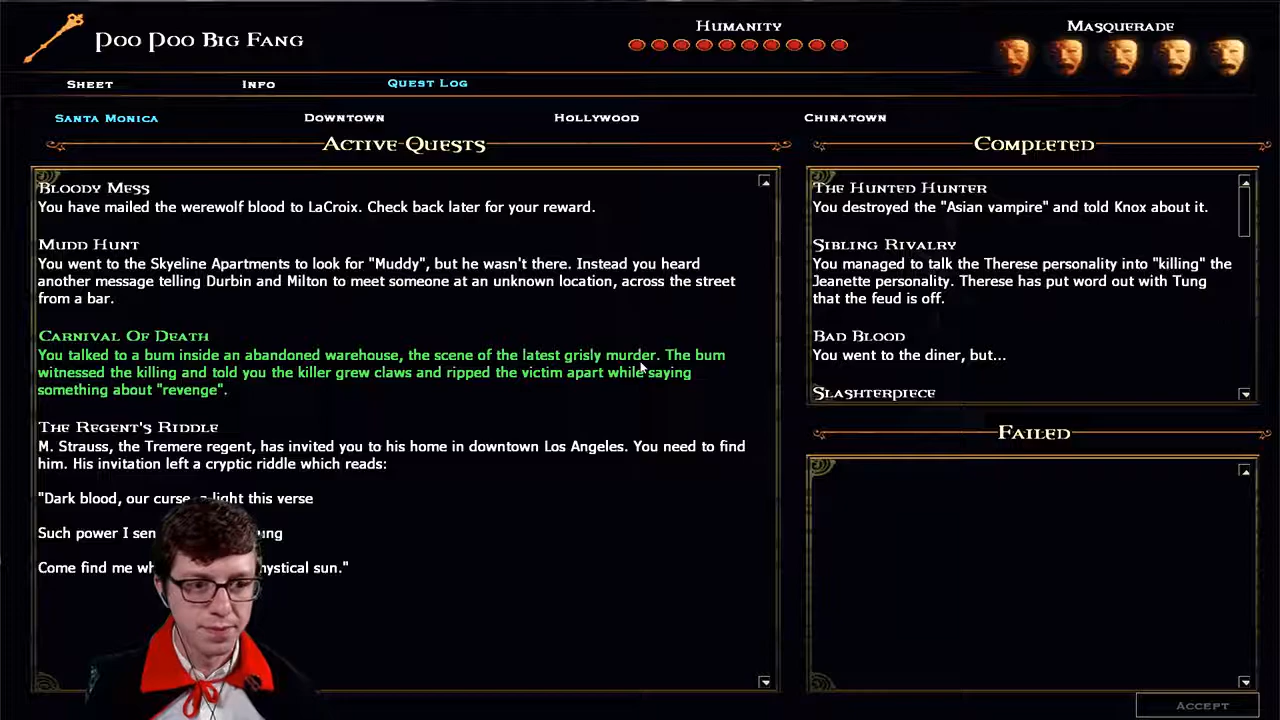 Poo Poo Big Fang
Humanity
Masquerade
Sheet
Info
Quest Log
Santa Monica
Downtown
Hollywood
Chinatown
Active Quests
Completed
Bloody Mess
You have mailed the werewolf blood to LaCroix. Check back later for your reward.
Mudd Hunt
You went to the Skyeline Apartments to look for "Muddy", but he wasn't there. Instead you heard
another message telling Durbin and Milton to meet someone at an unknown location, across the street
from a bar.
Carnival Of Death
You talked to a bum inside an abandoned warehouse, the scene of the latest grisly murder. The bum
witnessed the killing and told you the killer grew claws and ripped the victim apart while saying
something about "revenge".
The Regent's Riddle
M. Strauss, the Tremere regent, has invited you to his home in downtown Los Angeles. You need to find
him. His invitation left a cryptic riddle which reads:
"Dark blood, our curse light this verse
Such power I
Come find me mystical sun."
The Hunted Hunter
You destroyed the "Asian vampire" and told Knox about it.
Sibling Rivalry
You managed to talk the Therese personality into "killing" the
Jeanette personality. Therese has put word out with Tung
that the feud is off.
Bad Blood
You went to the diner, but...
Slashterpiece
Failed
Accept